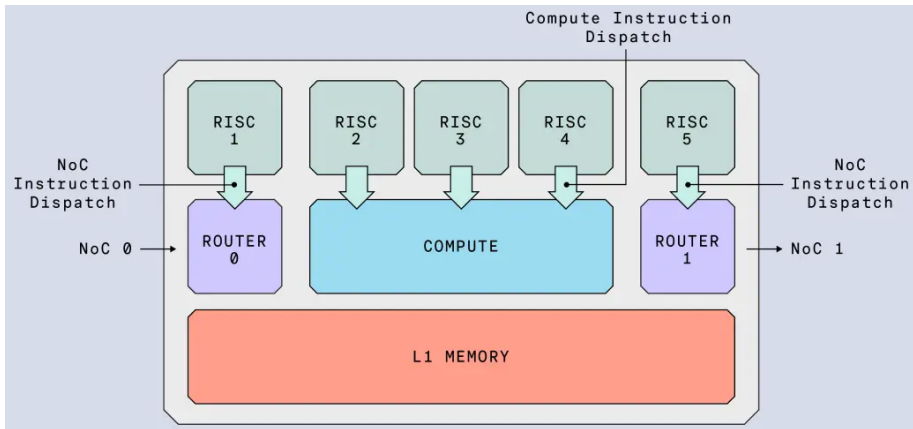 Compute Instruction
Dispatch
RISC
1
RISC
2
RISC
3
RISC
4
RISC
5
NoC
Instruction
Dispatch
NoC
Instruction
Dispatch
NoC 0
ROUTER
0
COMPUTE
ROUTER
1
NoC 1
L1 MEMORY